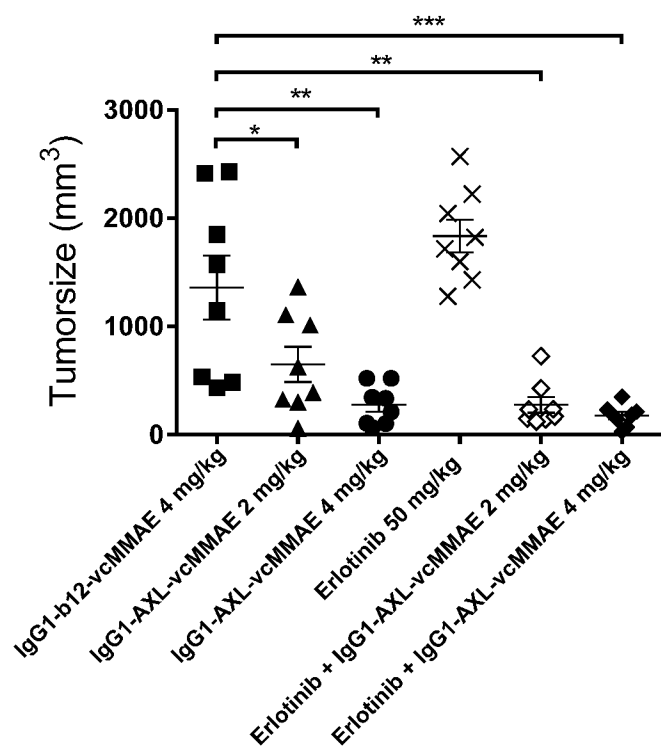 ***
**
**
*
3000
2000
1000
0
Tumorsize (mm³)
IgG1-b12-vcMMAE 4 mg/kg
IgG1-AXL-vcMMAE 2 mg/kg
IgG1-AXL-vcMMAE 4 mg/kg
Erlotinib 50 mg/kg
Erlotinib + IgG1-AXL-vcMMAE 2 mg/kg
Erlotinib + IgG1-AXL-vcMMAE 4 mg/kg